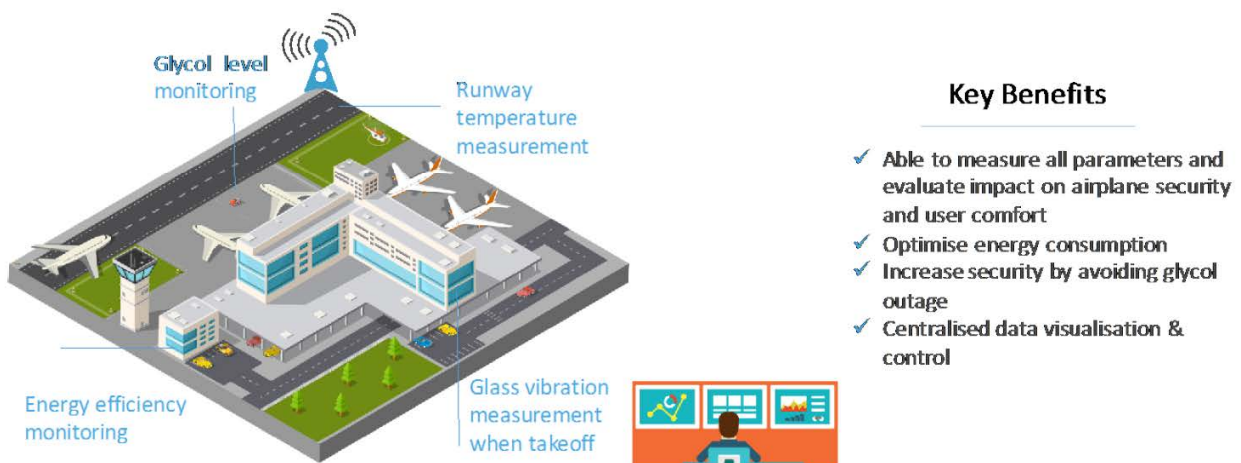 Glycol level
monitoring
Runway
temperature
measurement
Energy efficiency
monitoring
Glass vibration
measurement
when takeoff
Key Benefits
✓ Able to measure all parameters and
evaluate impact on airplane security
and user comfort
✓ Optimise energy consumption
✓ Increase security by avoiding glycol
outage
✓ Centralised data visualisation &
control